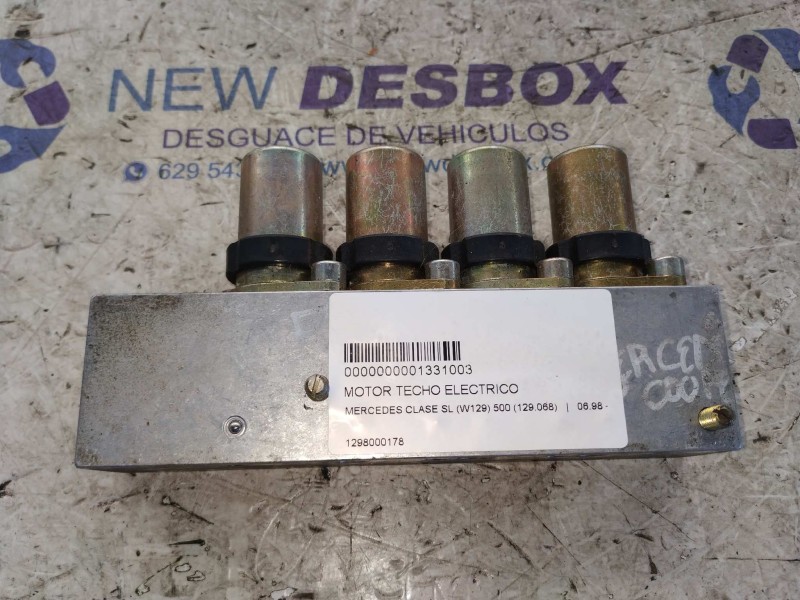 NEW DESBOX
DESGUACE DE VEHICULOS
629 543
0000000001331003
MOTOR TECHO ELECTRICO
MERCEDES CLASE SL (W129) 500 (129.068) | 06.98 -
1298000178